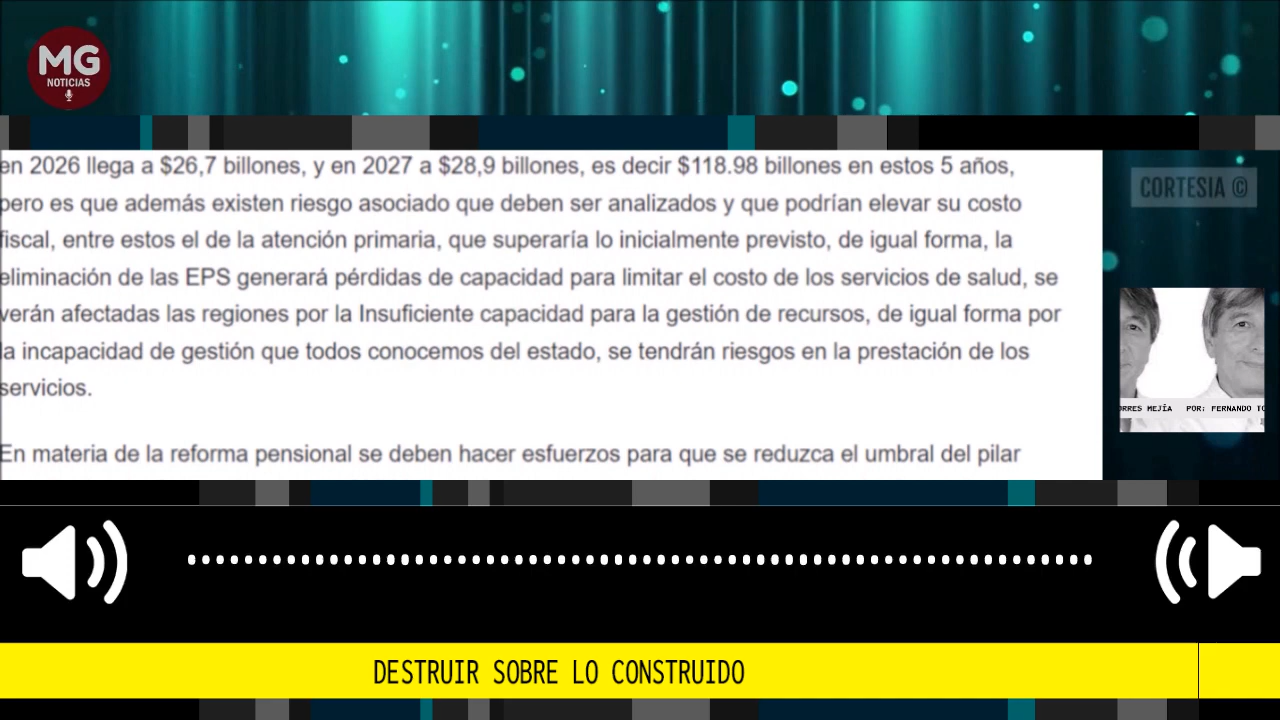 MG
NOTICIAS
en 2026 llega a $26,7 billones, y en 2027 a $28,9 billones, es decir $118.98 billones en estos 5 años,
pero es que además existen riesgo asociado que deben ser analizados y que podrían elevar su costo
fiscal, entre estos el de la atención primaria, que superaría lo inicialmente previsto, de igual forma, la
eliminación de las EPS generará pérdidas de capacidad para limitar el costo de los servicios de salud, se
verán afectadas las regiones por la Insuficiente capacidad para la gestión de recursos, de igual forma por
la incapacidad de gestión que todos conocemos del estado, se tendrán riesgos en la prestación de los
servicios.
En materia de la reforma pensional se deben hacer esfuerzos para que se reduzca el umbral del pilar
CORTESIA ©
ORRES MEJÍA POR: FERNANDO TO
DESTRUIR SOBRE LO CONSTRUIDO